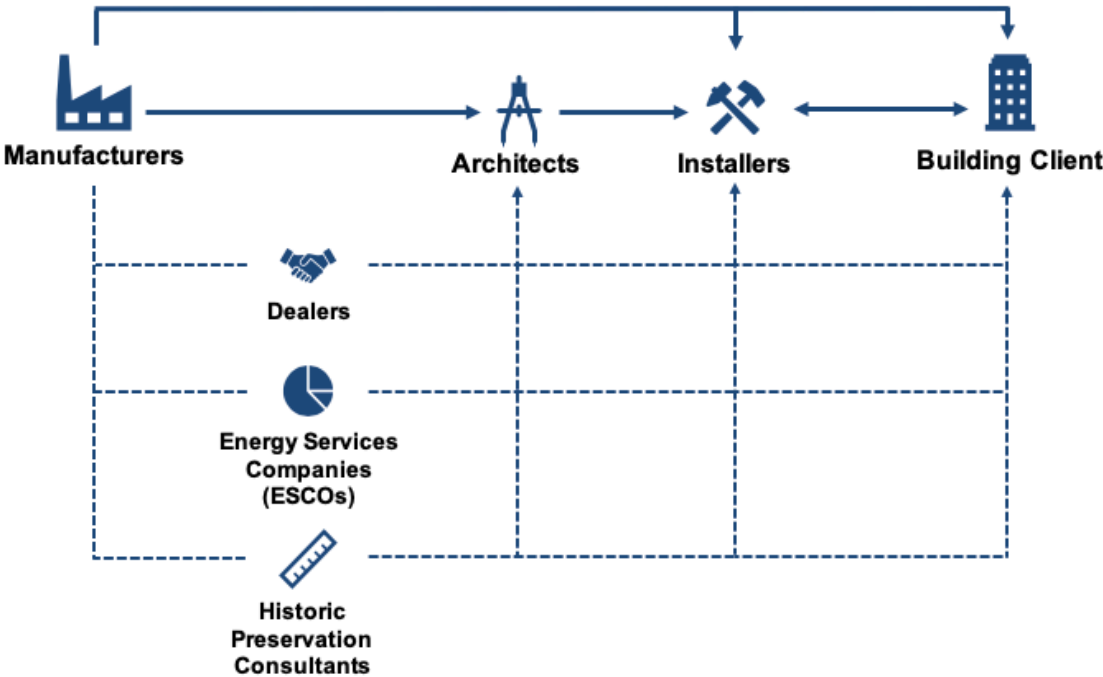 Manufacturers
Architects
Installers
Building Client
Dealers
Energy Services
Companies
(ESCOs)
Historic
Preservation
Consultants